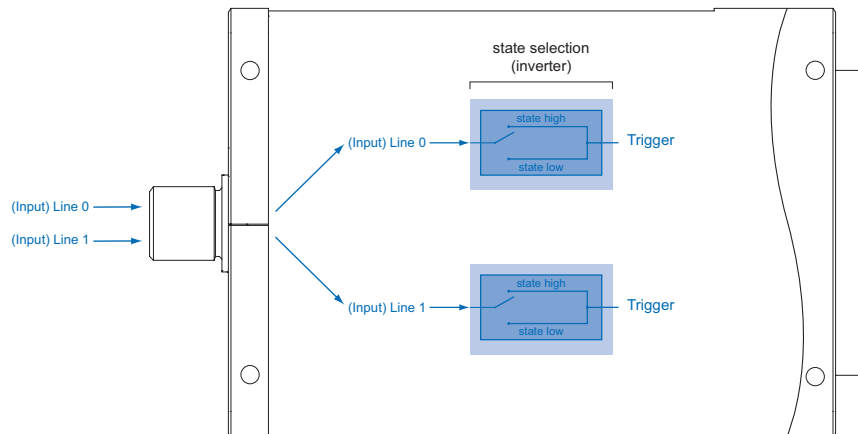 state selection
(inverter)
state high
(Input) Line 0
Trigger
state low
(Input) Line 0
(Input) Line 1
state high
(Input) Line 1
Trigger
state low